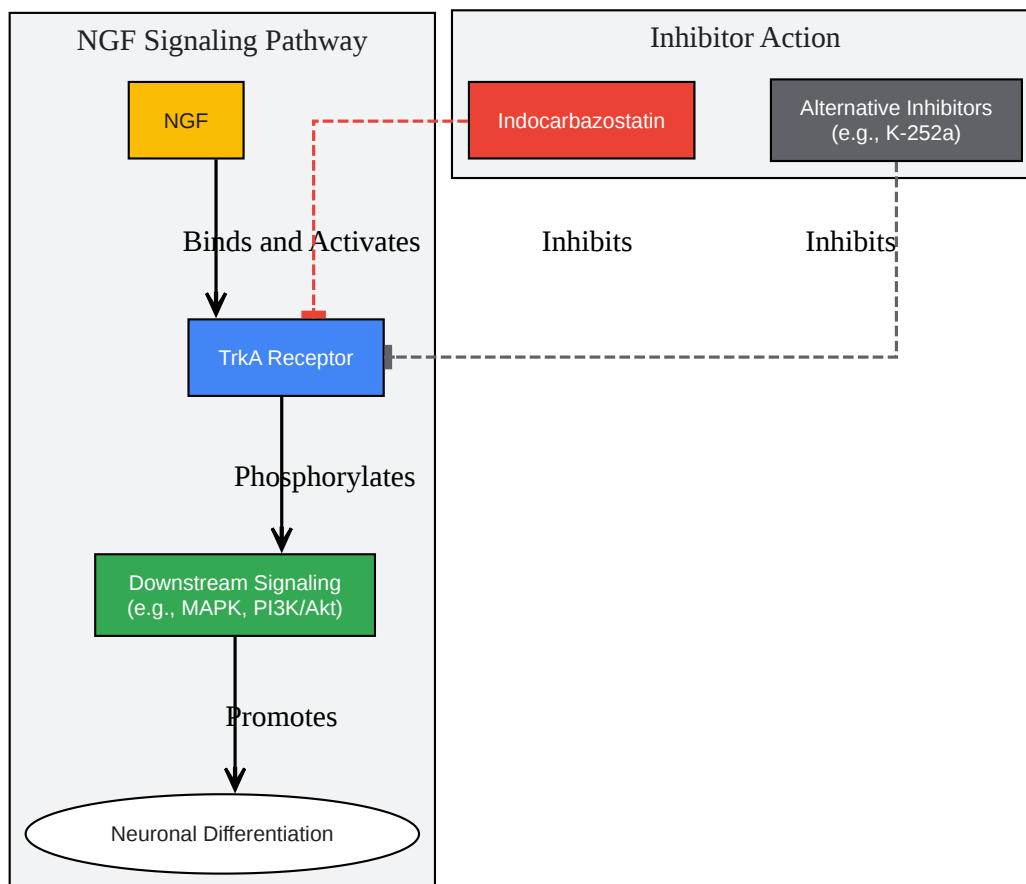 NGF Signaling Pathway
Inhibitor Action
NGF
Indocarbazostatin
Alternative Inhibitors
(e.g., K-252a)
Binds and Activates
Inhibits
Inhibits
TrkA Receptor
Phosphorylates
Downstream Signaling
(e.g., MAPK, PI3K/Akt)
Promotes
Neuronal Differentiation